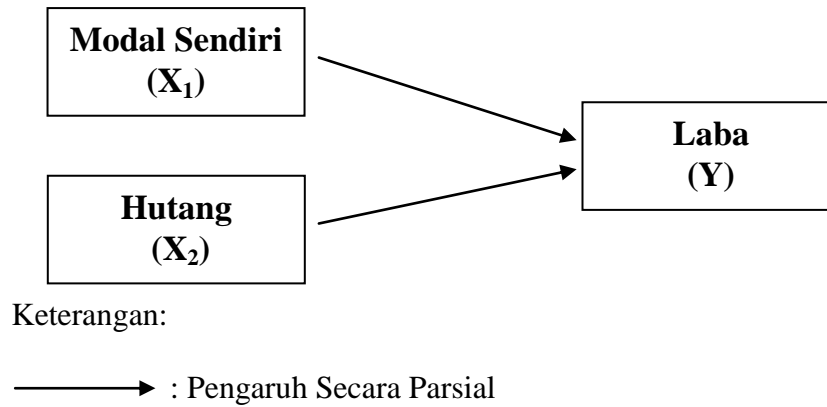 Modal Sendiri
(X₁)
Laba
(Y)
Hutang
(X₂)
Keterangan:
: Pengaruh Secara Parsial